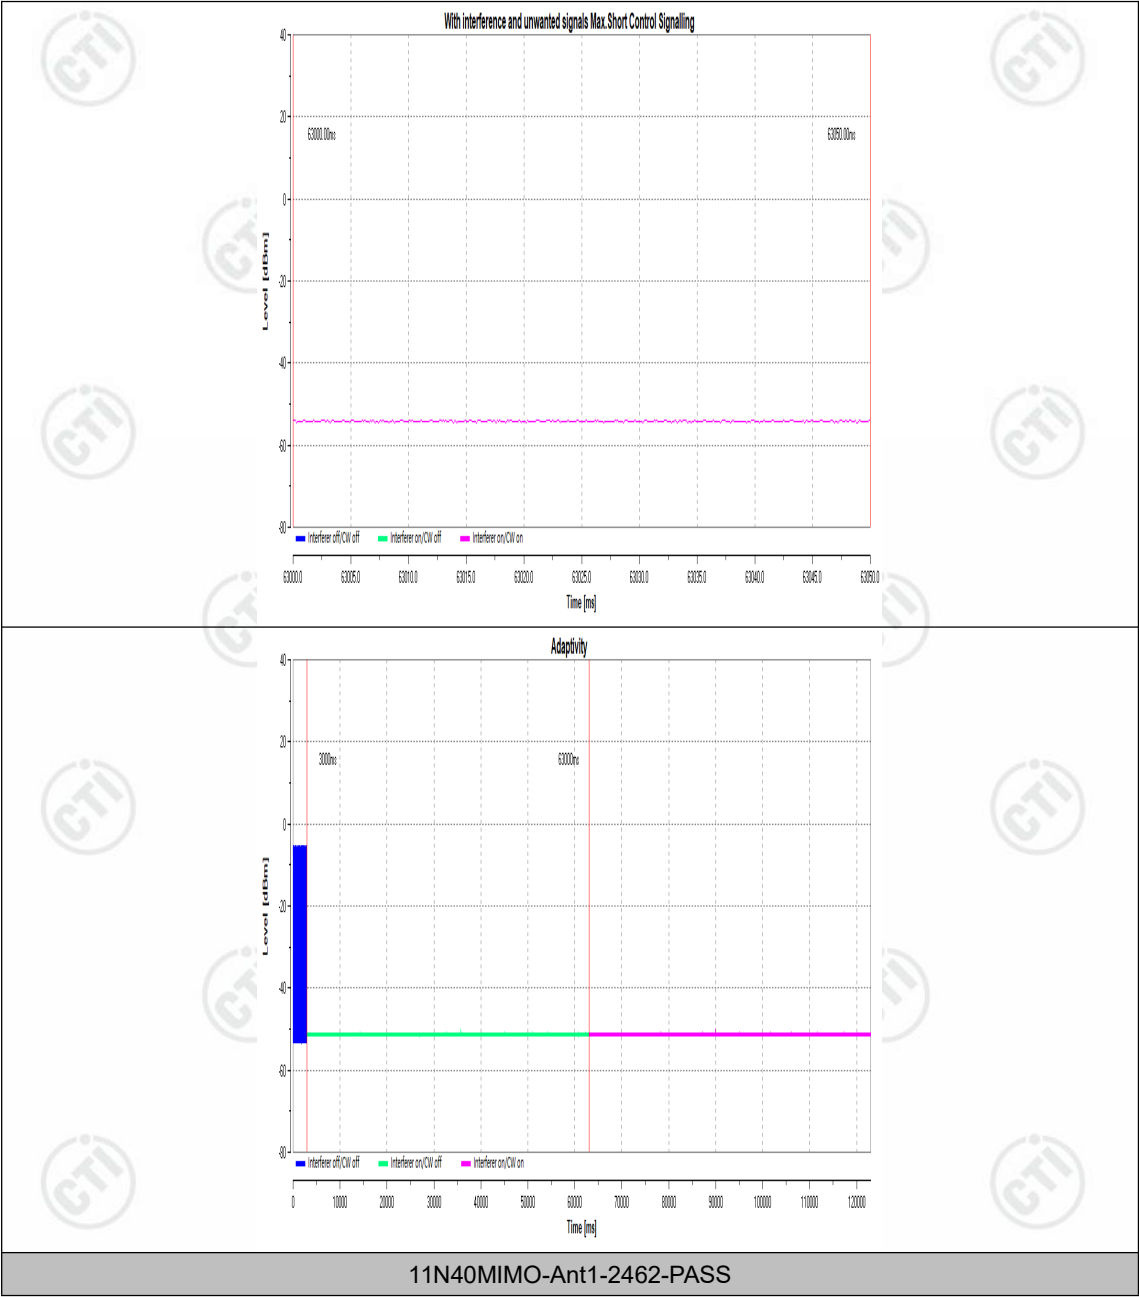 With interference and unwanted signals Max.Short Control Signalling
40
20
0
-20
-40
-60
-80
Level [dBm]
63000.00ms
63050.00ms
Interferer off/CW off
Interferer on/CW off
Interferer on/CW on
63000.0 63005.0 63010.0 63015.0 63020.0 63025.0 63030.0 63035.0 63040.0 63045.0 63050.0
Time [ms]
Adaptivity
40
20
0
-20
-40
-60
-80
Level [dBm]
3000ms
63000ms
Interferer off/CW off
Interferer on/CW off
Interferer on/CW on
0 10000 20000 30000 40000 50000 60000 70000 80000 90000 100000 110000 120000
Time [ms]
11N40MIMO-Ant1-2462-PASS
CTI